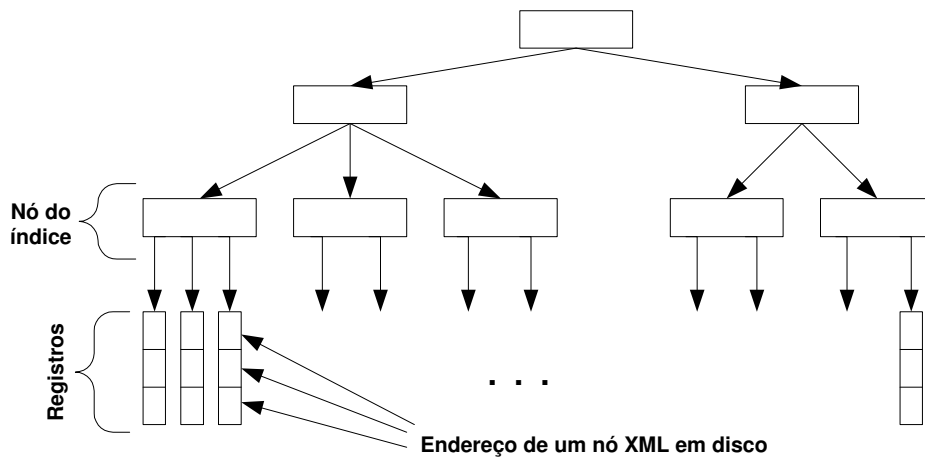 Nó do
índice
Registros
. . .
Endereço de um nó XML em disco